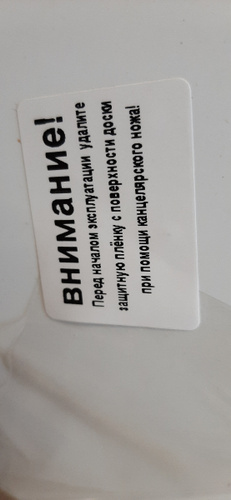 Внимание!
Перед началом эксплуатации удалите
защитную плёнку с поверхности доски
при помощи канцелярского ножа!